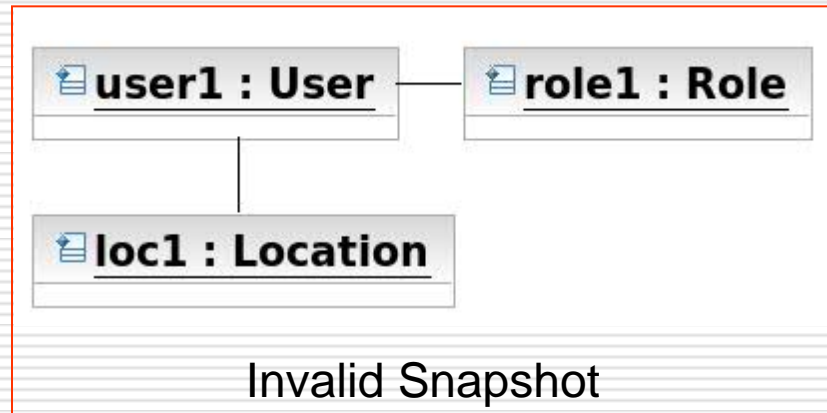 user1 : User
role1 : Role
loc1 : Location
Invalid Snapshot